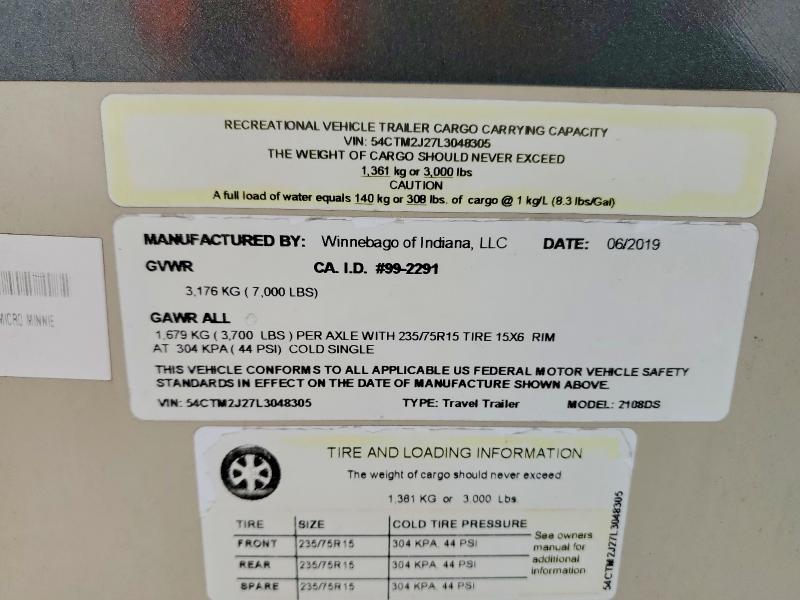 RECREATIONAL VEHICLE TRAILER CARGO CARRYING CAPACITY
VIN: 54CTM2J27L3048305
THE WEIGHT OF CARGO SHOULD NEVER EXCEED
1,361 kg or 3,000 lbs
CAUTION
A full load of water equals 140 kg or 308 lbs. of cargo @ 1 kg/L (8.3 lbs/Gal)
MANUFACTURED BY: Winnebago of Indiana, LLC DATE: 06/2019
GVWR CA. I.D. #99-2291
3,176 KG ( 7,000 LBS)
GAWR ALL
1,679 KG ( 3,700 LBS ) PER AXLE WITH 235/75R15 TIRE 15X6 RIM
AT 304 KPA ( 44 PSI) COLD SINGLE
THIS VEHICLE CONFORMS TO ALL APPLICABLE US FEDERAL MOTOR VEHICLE SAFETY
STANDARDS IN EFFECT ON THE DATE OF MANUFACTURE SHOWN ABOVE.
VIN: 54CTM2J27L3048305 TYPE: Travel Trailer MODEL: 2108DS
MICRO MINNIE
TIRE AND LOADING INFORMATION
The weight of cargo should never exceed
1,361 KG or 3,000 Lbs.
TIRE SIZE COLD TIRE PRESSURE
FRONT 235/75R15 304 KPA, 44 PSI
REAR 235/75R15 304 KPA, 44 PSI
SPARE 235/75R15 304 KPA, 44 PSI
See owners
manual for
additional
information
54CTM2J27L3048305